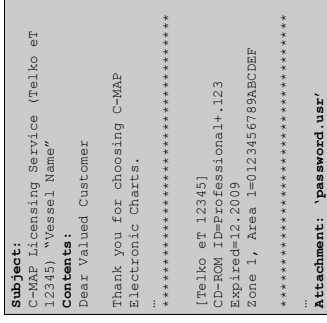 Subject:
C-MAP Licensing Service (Telko eT
12345) “Vessel Name”
Contents:
Dear Valued Customer
Thank you for choosing C-MAP
Electronic Charts.
…
**********************************
[Telko eT 12345]
CD-ROM ID=Professional+.123
Expired=12.2009
Zone 1, Area 1=0123456789ABCDEF
**********************************
…
Attachment: ‘password.usr’